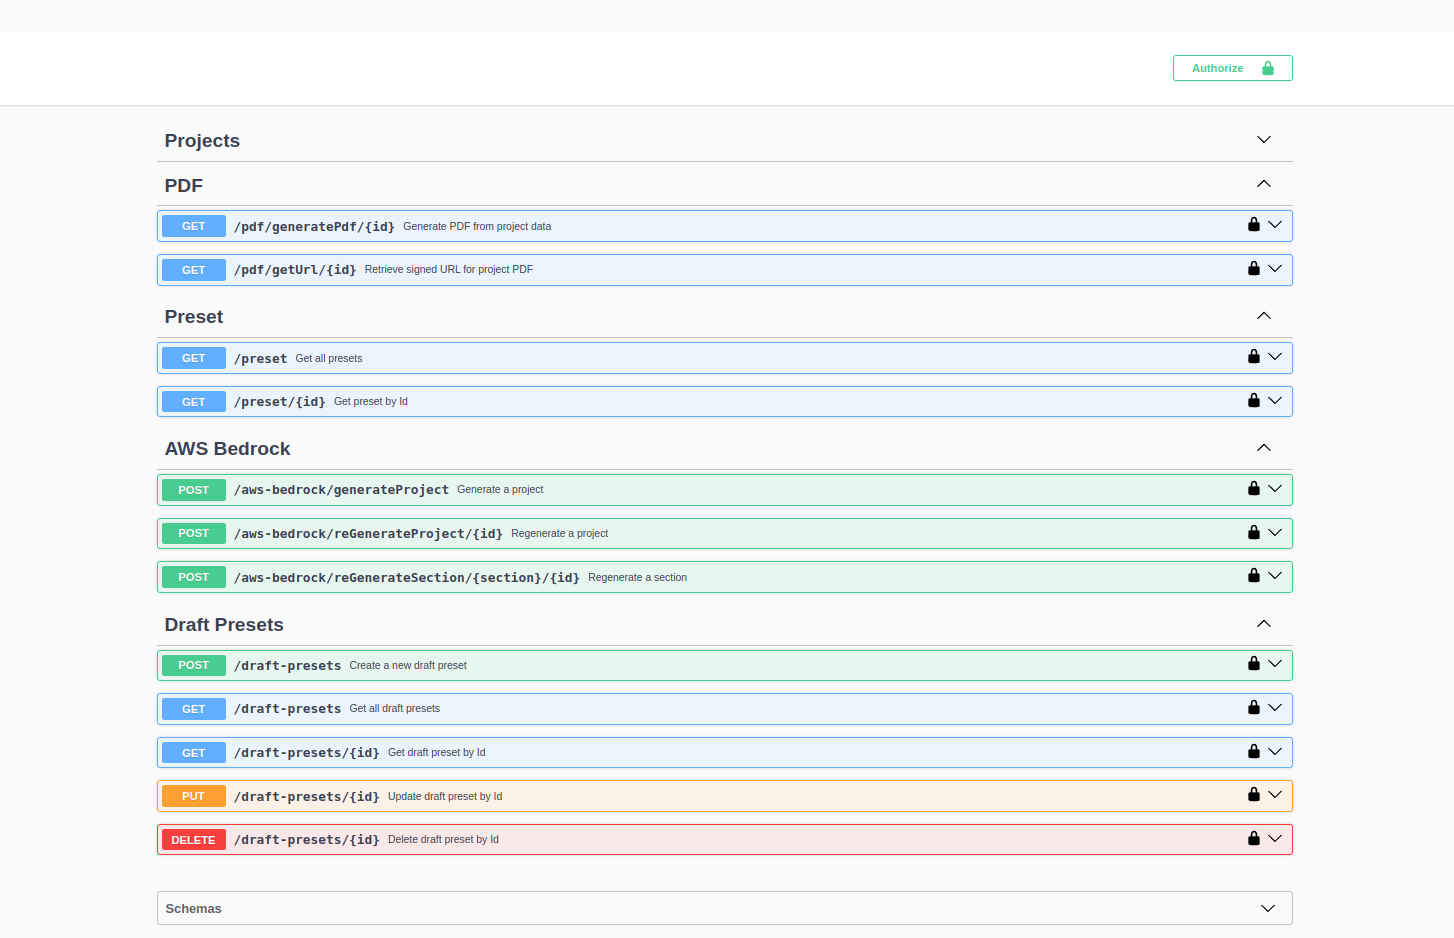 Authorize
Projects
PDF
GET /pdf/generatePdf/{id} Generate PDF from project data
GET /pdf/getUrl/{id} Retrieve signed URL for project PDF
Preset
GET /preset Get all presets
GET /preset/{id} Get preset by Id
AWS Bedrock
POST /aws-bedrock/generateProject Generate a project
POST /aws-bedrock/reGenerateProject/{id} Regenerate a project
POST /aws-bedrock/reGenerateSection/{section}/{id} Regenerate a section
Draft Presets
POST /draft-presets Create a new draft preset
GET /draft-presets Get all draft presets
GET /draft-presets/{id} Get draft preset by Id
PUT /draft-presets/{id} Update draft preset by Id
DELETE /draft-presets/{id} Delete draft preset by Id
Schemas